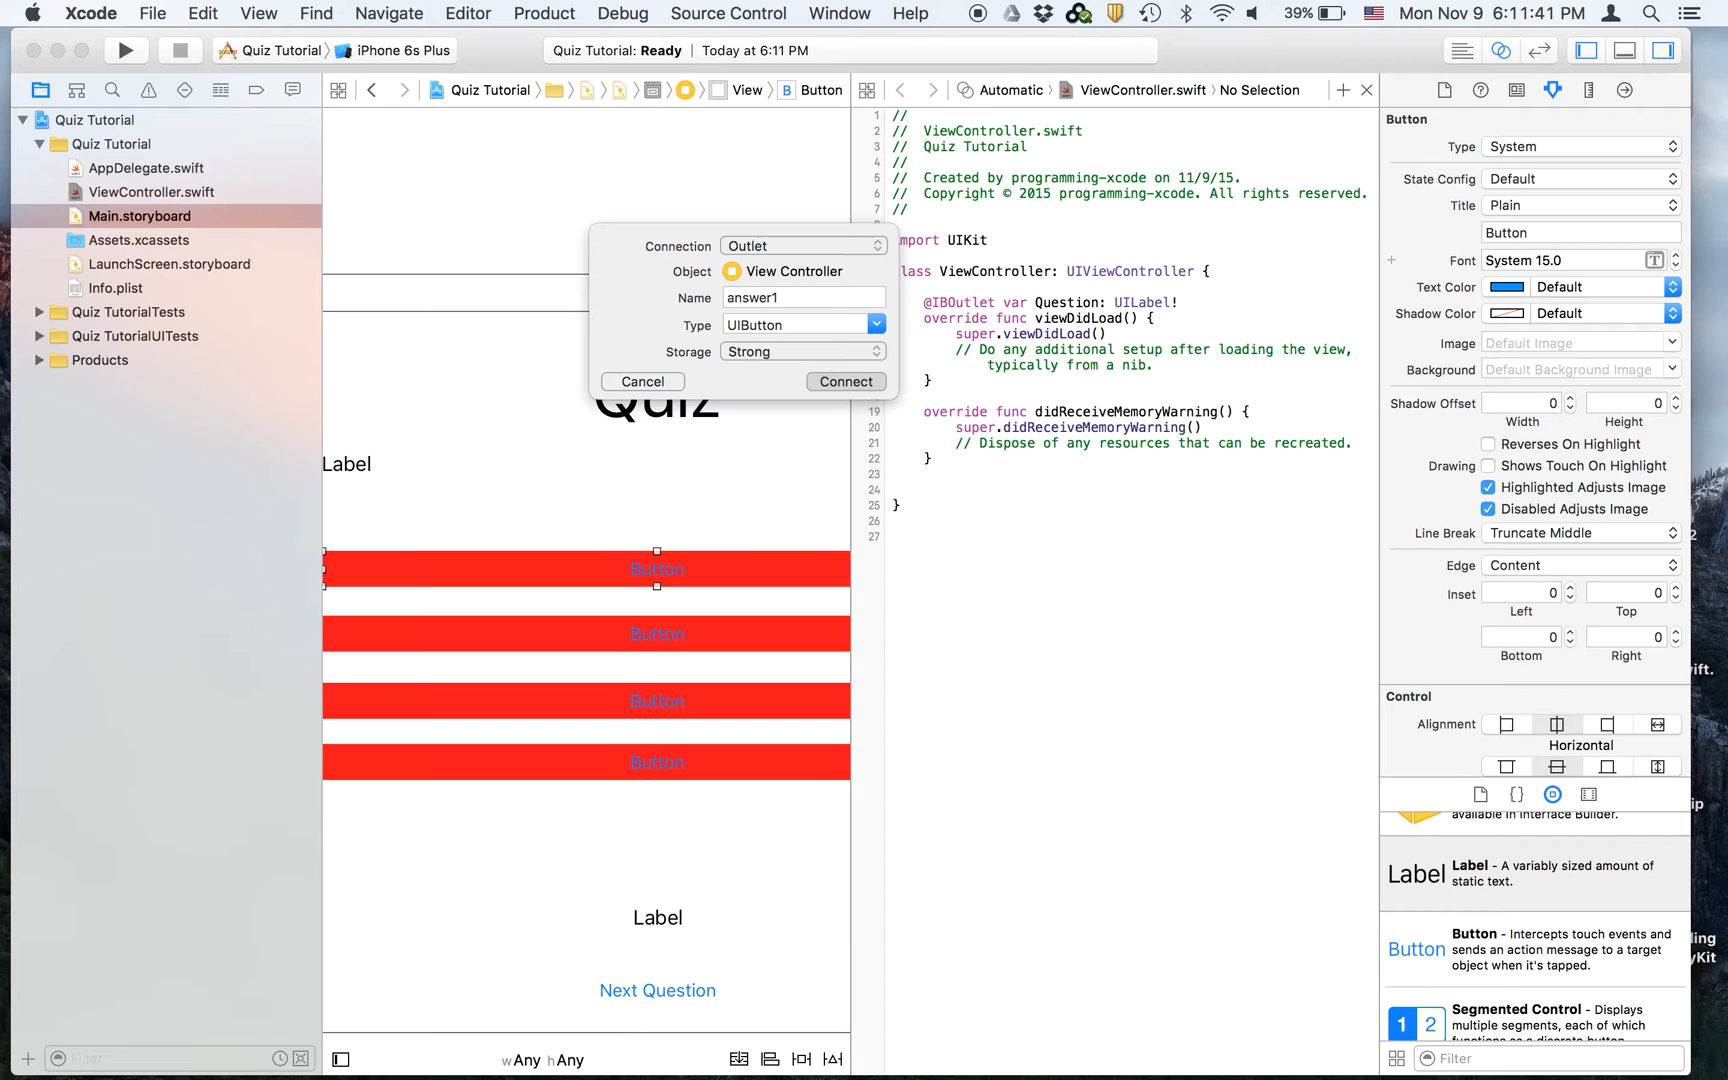 Xcode File Edit View Find Navigate Editor Product Debug Source Control Window Help 39% Mon Nov 9 6:11:41 PM
Quiz Tutorial iPhone 6s Plus Quiz Tutorial: Ready Today at 6:11 PM
Quiz Tutorial View B Button
Automatic ViewController.swift No Selection
Quiz Tutorial
Quiz Tutorial
AppDelegate.swift
ViewController.swift
Main.storyboard
Assets.xcassets
LaunchScreen.storyboard
Info.plist
Quiz TutorialTests
Quiz TutorialUITests
Products
Filter
Connection Outlet
Object View Controller
Name answer1
Type UIButton
Storage Strong
Cancel Connect
Quiz
Label
Button
Button
Button
Button
Label
Next Question
wAny hAny
1 //
2 // ViewController.swift
3 // Quiz Tutorial
4 //
5 // Created by programming-xcode on 11/9/15.
6 // Copyright © 2015 programming-xcode. All rights reserved.
7 //
mport UIKit
lass ViewController: UIViewController {
@IBOutlet var Question: UILabel!
override func viewDidLoad() {
super.viewDidLoad()
// Do any additional setup after loading the view,
typically from a nib.
}
19 override func didReceiveMemoryWarning() {
20 super.didReceiveMemoryWarning()
21 // Dispose of any resources that can be recreated.
22 }
23
24
25 }
26
27
Button
Type System
State Config Default
Title Plain
Button
Font System 15.0 T
Text Color Default
Shadow Color Default
Image Default Image
Background Default Background Image
Shadow Offset 0 0
Width Height
Reverses On Highlight
Drawing Shows Touch On Highlight
Highlighted Adjusts Image
Disabled Adjusts Image
Line Break Truncate Middle
Edge Content
Inset 0 0
Left Top
0 0
Bottom Right
Control
Alignment
Horizontal
available in Interface Builder.
Label Label - A variably sized amount of
static text.
Button Button - Intercepts touch events and
sends an action message to a target
object when it's tapped.
1 2 Segmented Control - Displays
multiple segments, each of which
functions as a discrete button.
Filter
2
ift.
ip
ling
yKit